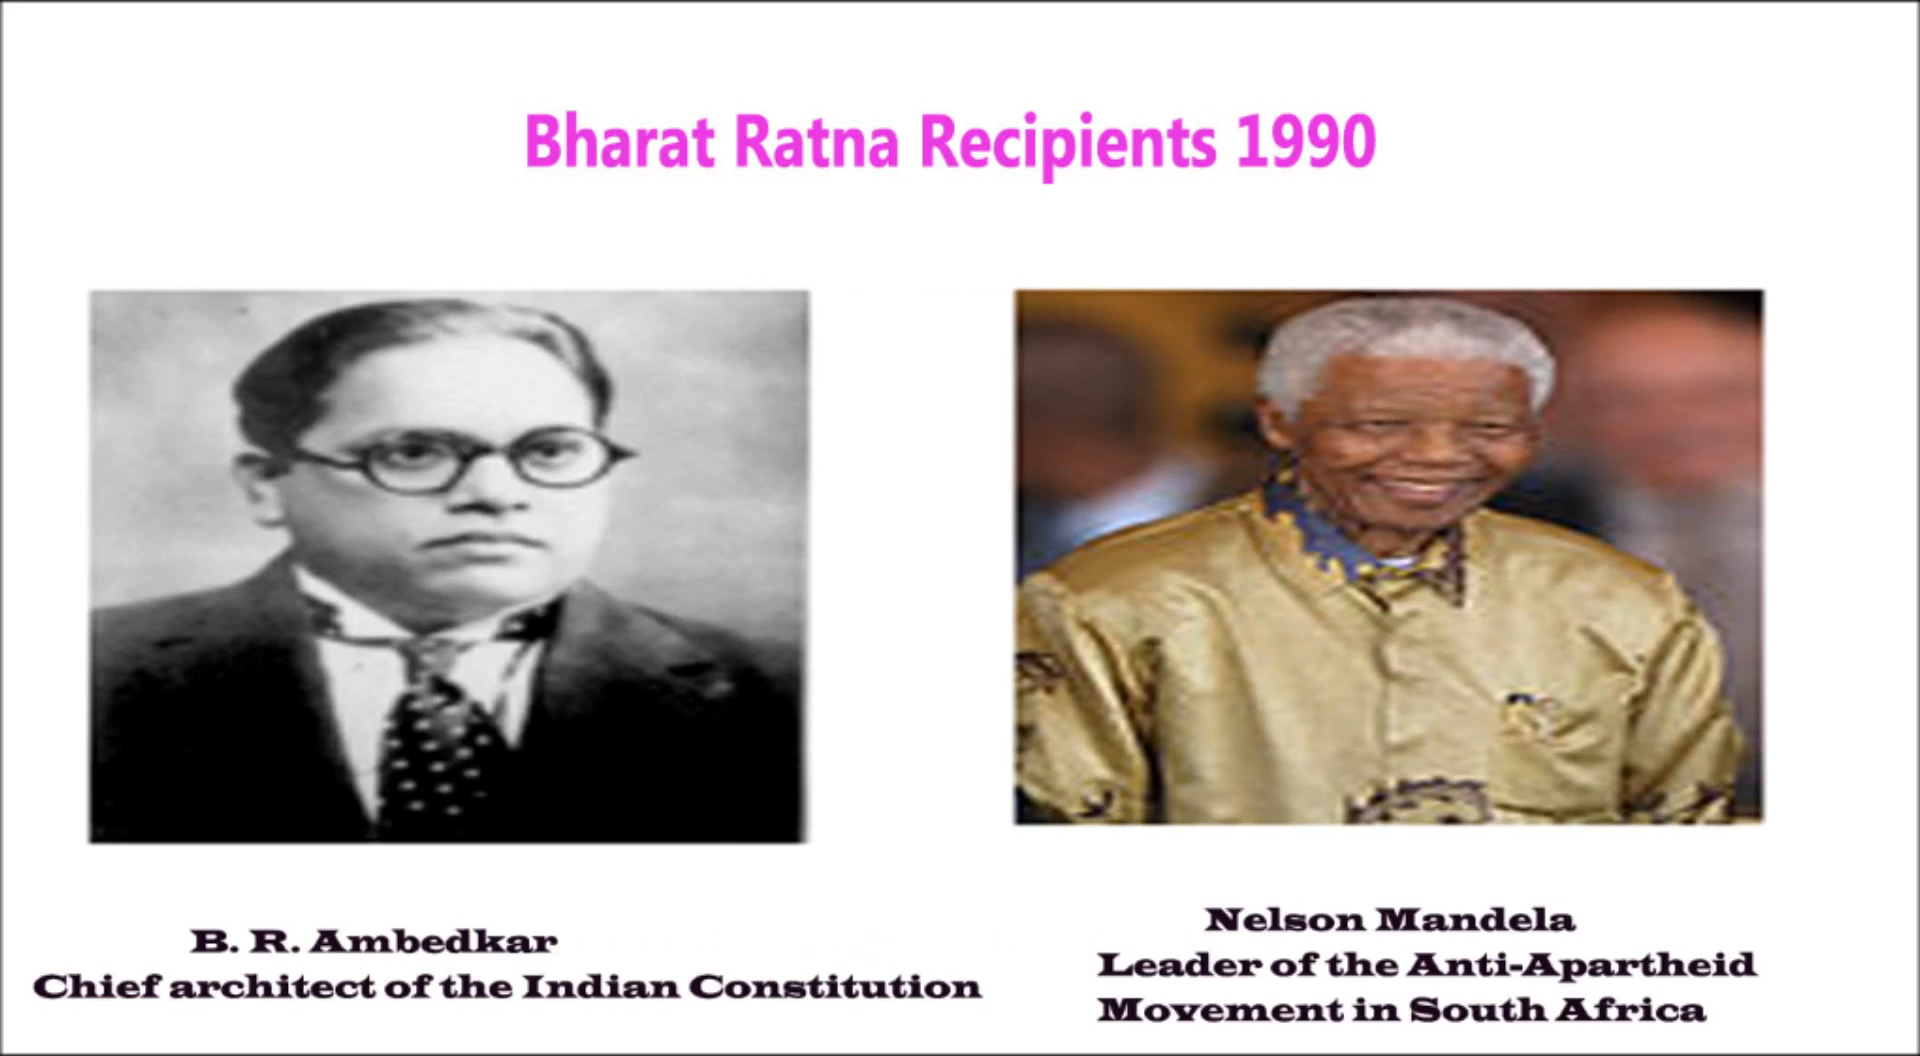 Bharat Ratna Recipients 1990
B. R. Ambedkar
Chief architect of the Indian Constitution
Nelson Mandela
Leader of the Anti-Apartheid
Movement in South Africa